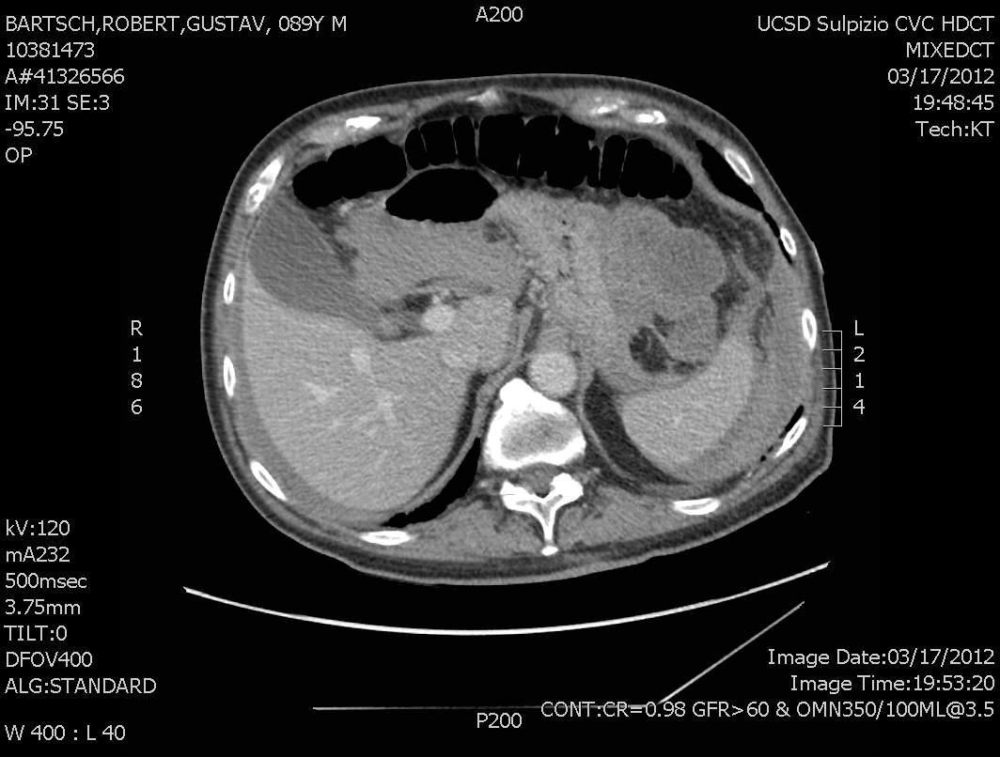 BARTSCH,ROBERT,GUSTAV, 089Y M
10381473
A#41326566
IM:31 SE:3
-95.75
OP
A200
UCSD Sulpizio CVC HDCT
MIXEDCT
03/17/2012
19:48:45
Tech:KT
R
1
8
6
L
2
1
4
kV:120
mA232
500msec
3.75mm
TILT:0
DFOV400
ALG:STANDARD
W 400 : L 40
P200
Image Date:03/17/2012
Image Time:19:53:20
CONT:CR=0.98 GFR>60 & OMN350/100ML@3.5